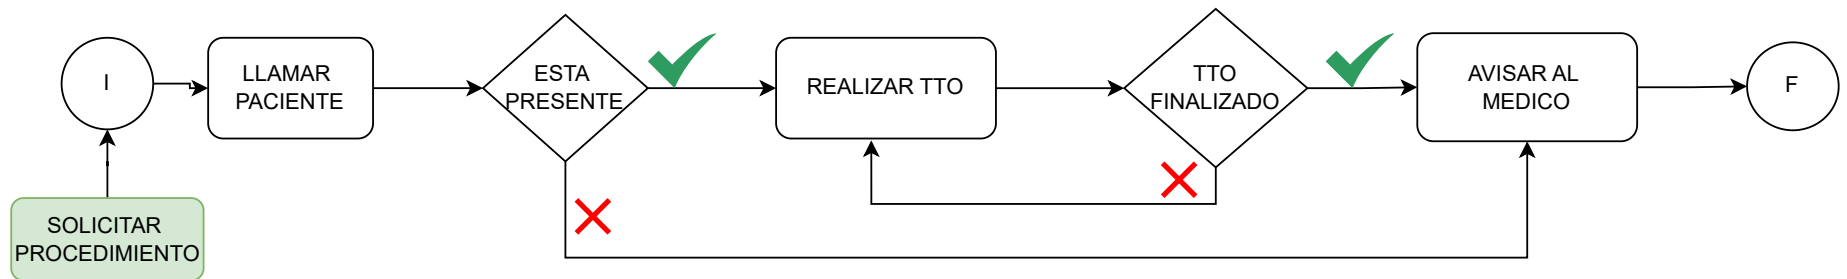 I
LLAMAR
PACIENTE
ESTA
PRESENTE
REALIZAR TTO
TTO
FINALIZADO
AVISAR AL
MEDICO
F
SOLICITAR
PROCEDIMIENTO